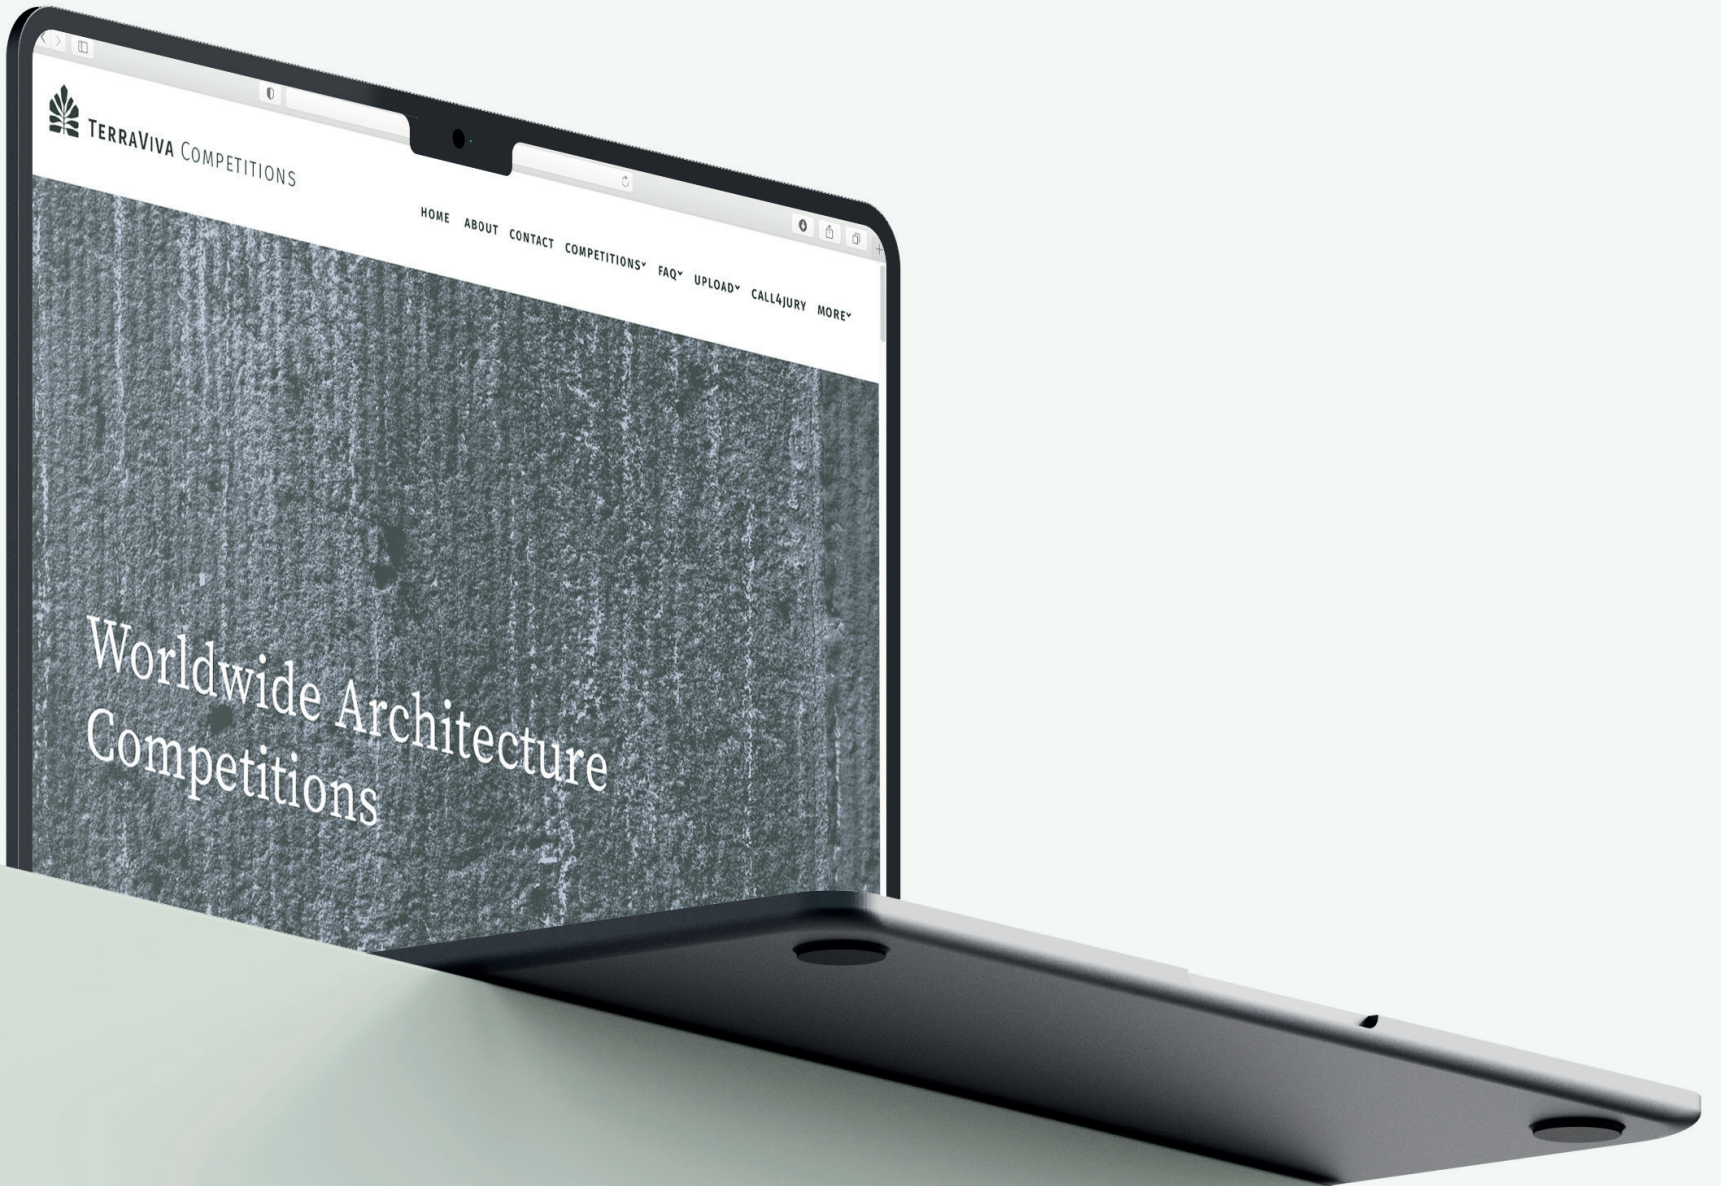 TERRAVIVA COMPETITIONS
HOME ABOUT CONTACT COMPETITIONS FAQ UPLOAD CALL4JURY MORE
Worldwide Architecture
Competitions